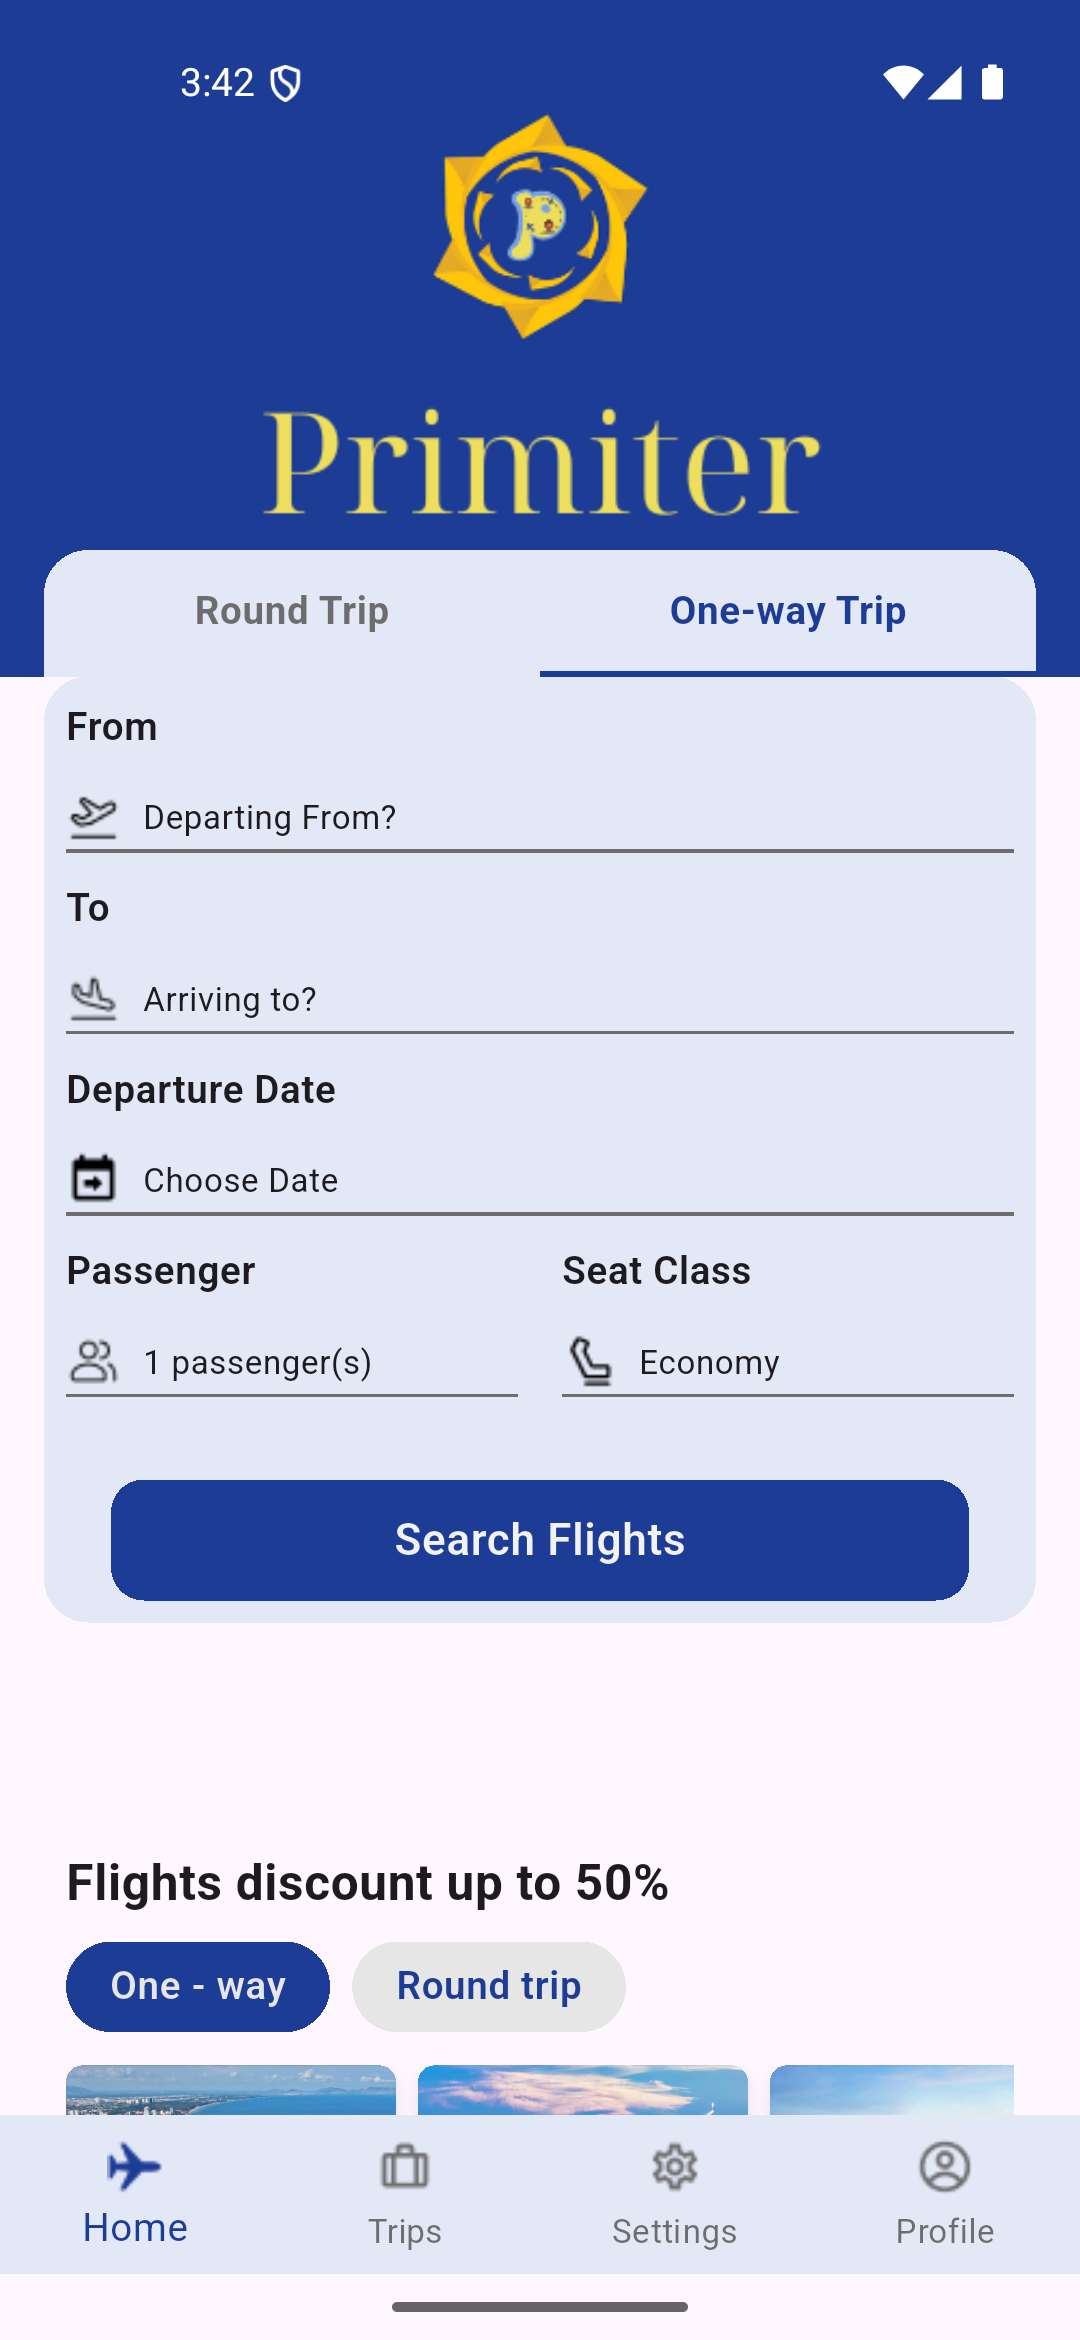 3:42
Primiter
Round Trip
One-way Trip
From
Departing From?
To
Arriving to?
Departure Date
Choose Date
Passenger
Seat Class
1 passenger(s)
Economy
Search Flights
Flights discount up to 50%
One - way
Round trip
Home
Trips
Settings
Profile